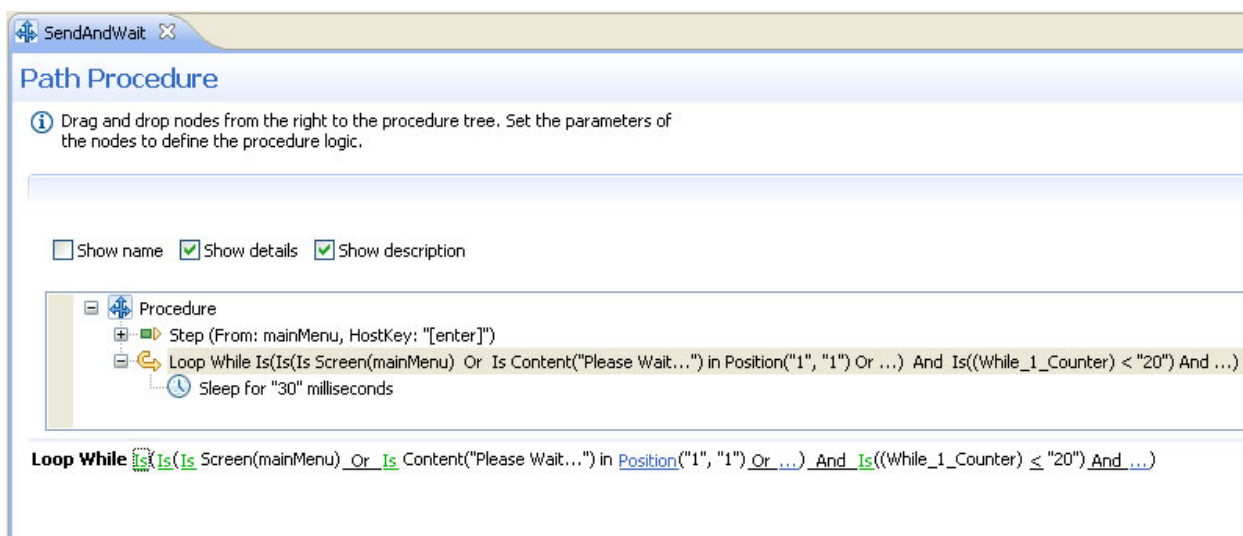 SendAndWait
Path Procedure
Drag and drop nodes from the right to the procedure tree. Set the parameters of
the nodes to define the procedure logic.
Show name Show details Show description
Procedure
Step (From: mainMenu, HostKey: "[enter]")
Loop While Is(Is(Is Screen(mainMenu) Or Is Content("Please Wait...") in Position("1", "1") Or ...) And Is((While_1_Counter) < "20") And ...)
Sleep for "30" milliseconds
Loop While Is(Is(Is Screen(mainMenu) Or Is Content("Please Wait...") in Position("1", "1") Or ...) And Is((While_1_Counter) < "20") And ...)